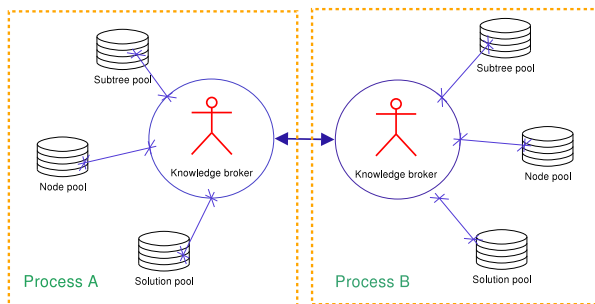 Subtree pool
Knowledge broker
Node pool
Solution pool
Process A
Subtree pool
Knowledge broker
Node pool
Solution pool
Process B